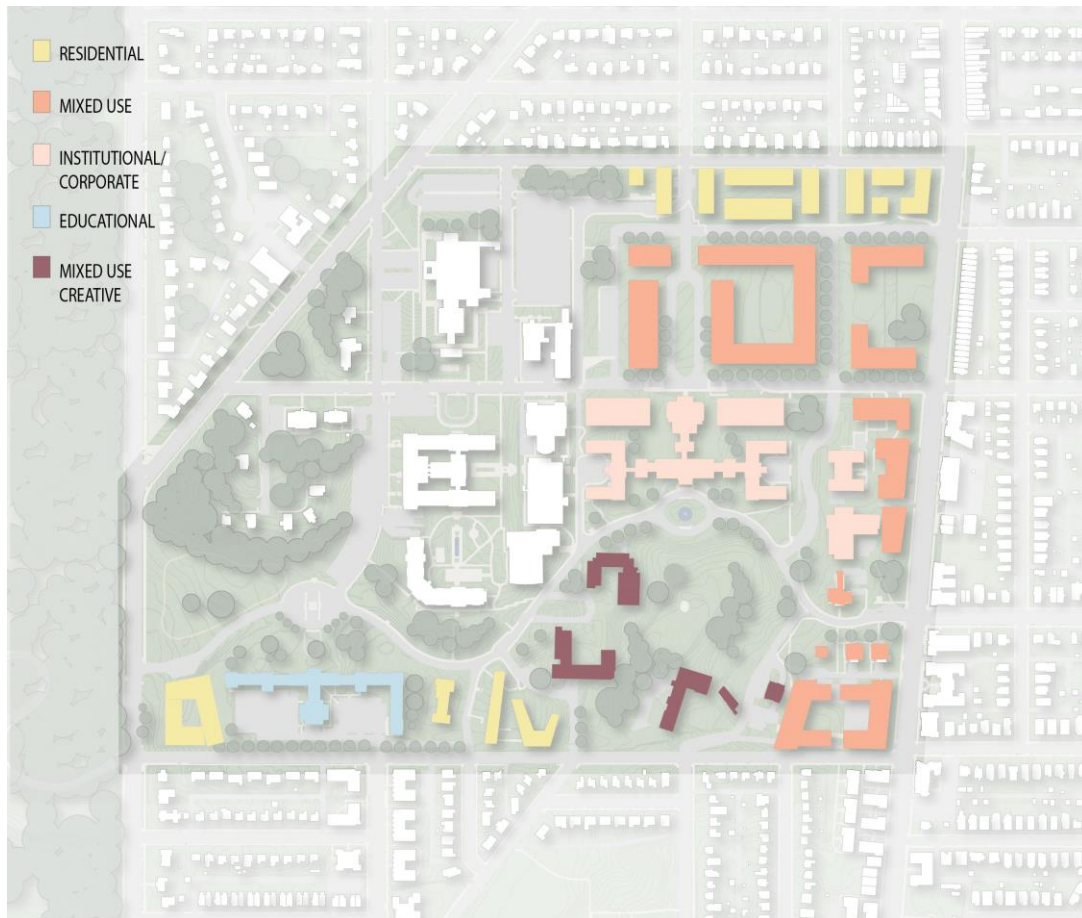 RESIDENTIAL
MIXED USE
INSTITUTIONAL/
CORPORATE
EDUCATIONAL
MIXED USE
CREATIVE